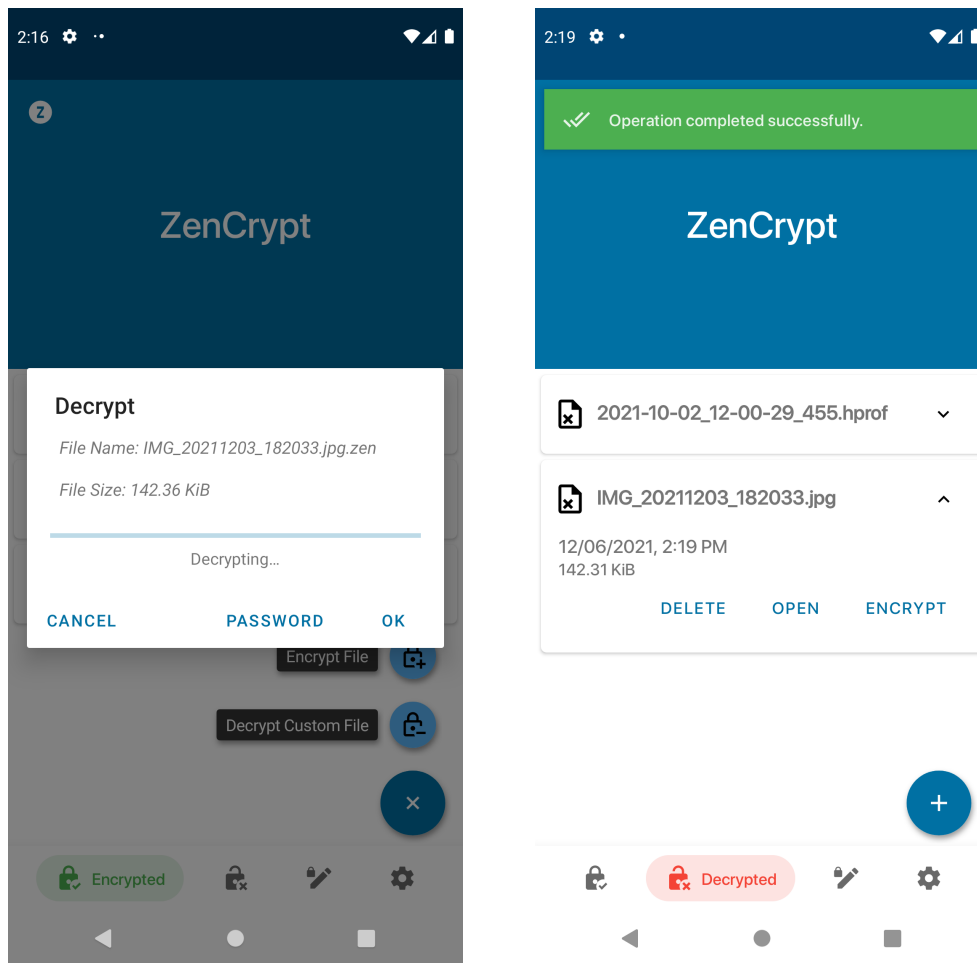 2:16
Z
ZenCrypt
Decrypt
File Name: IMG_20211203_182033.jpg.zen
File Size: 142.36 KiB
Decrypting...
CANCEL
PASSWORD
OK
Encrypt File
Decrypt Custom File
Encrypted
2:19
Operation completed successfully.
ZenCrypt
2021-10-02_12-00-29_455.hprof
IMG_20211203_182033.jpg
12/06/2021, 2:19 PM
142.31 KiB
DELETE
OPEN
ENCRYPT
Decrypted